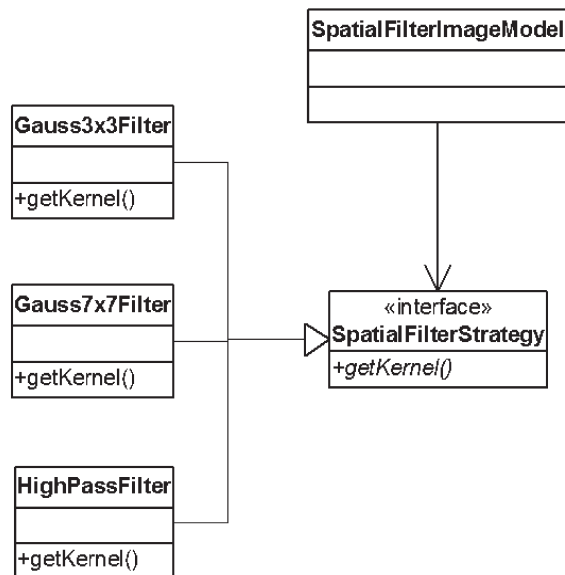 SpatialFilterImageModel
Gauss3x3Filter
+getKernel()
Gauss7x7Filter
+getKernel()
«interface»
SpatialFilterStrategy
+getKernel()
HighPassFilter
+getKernel()